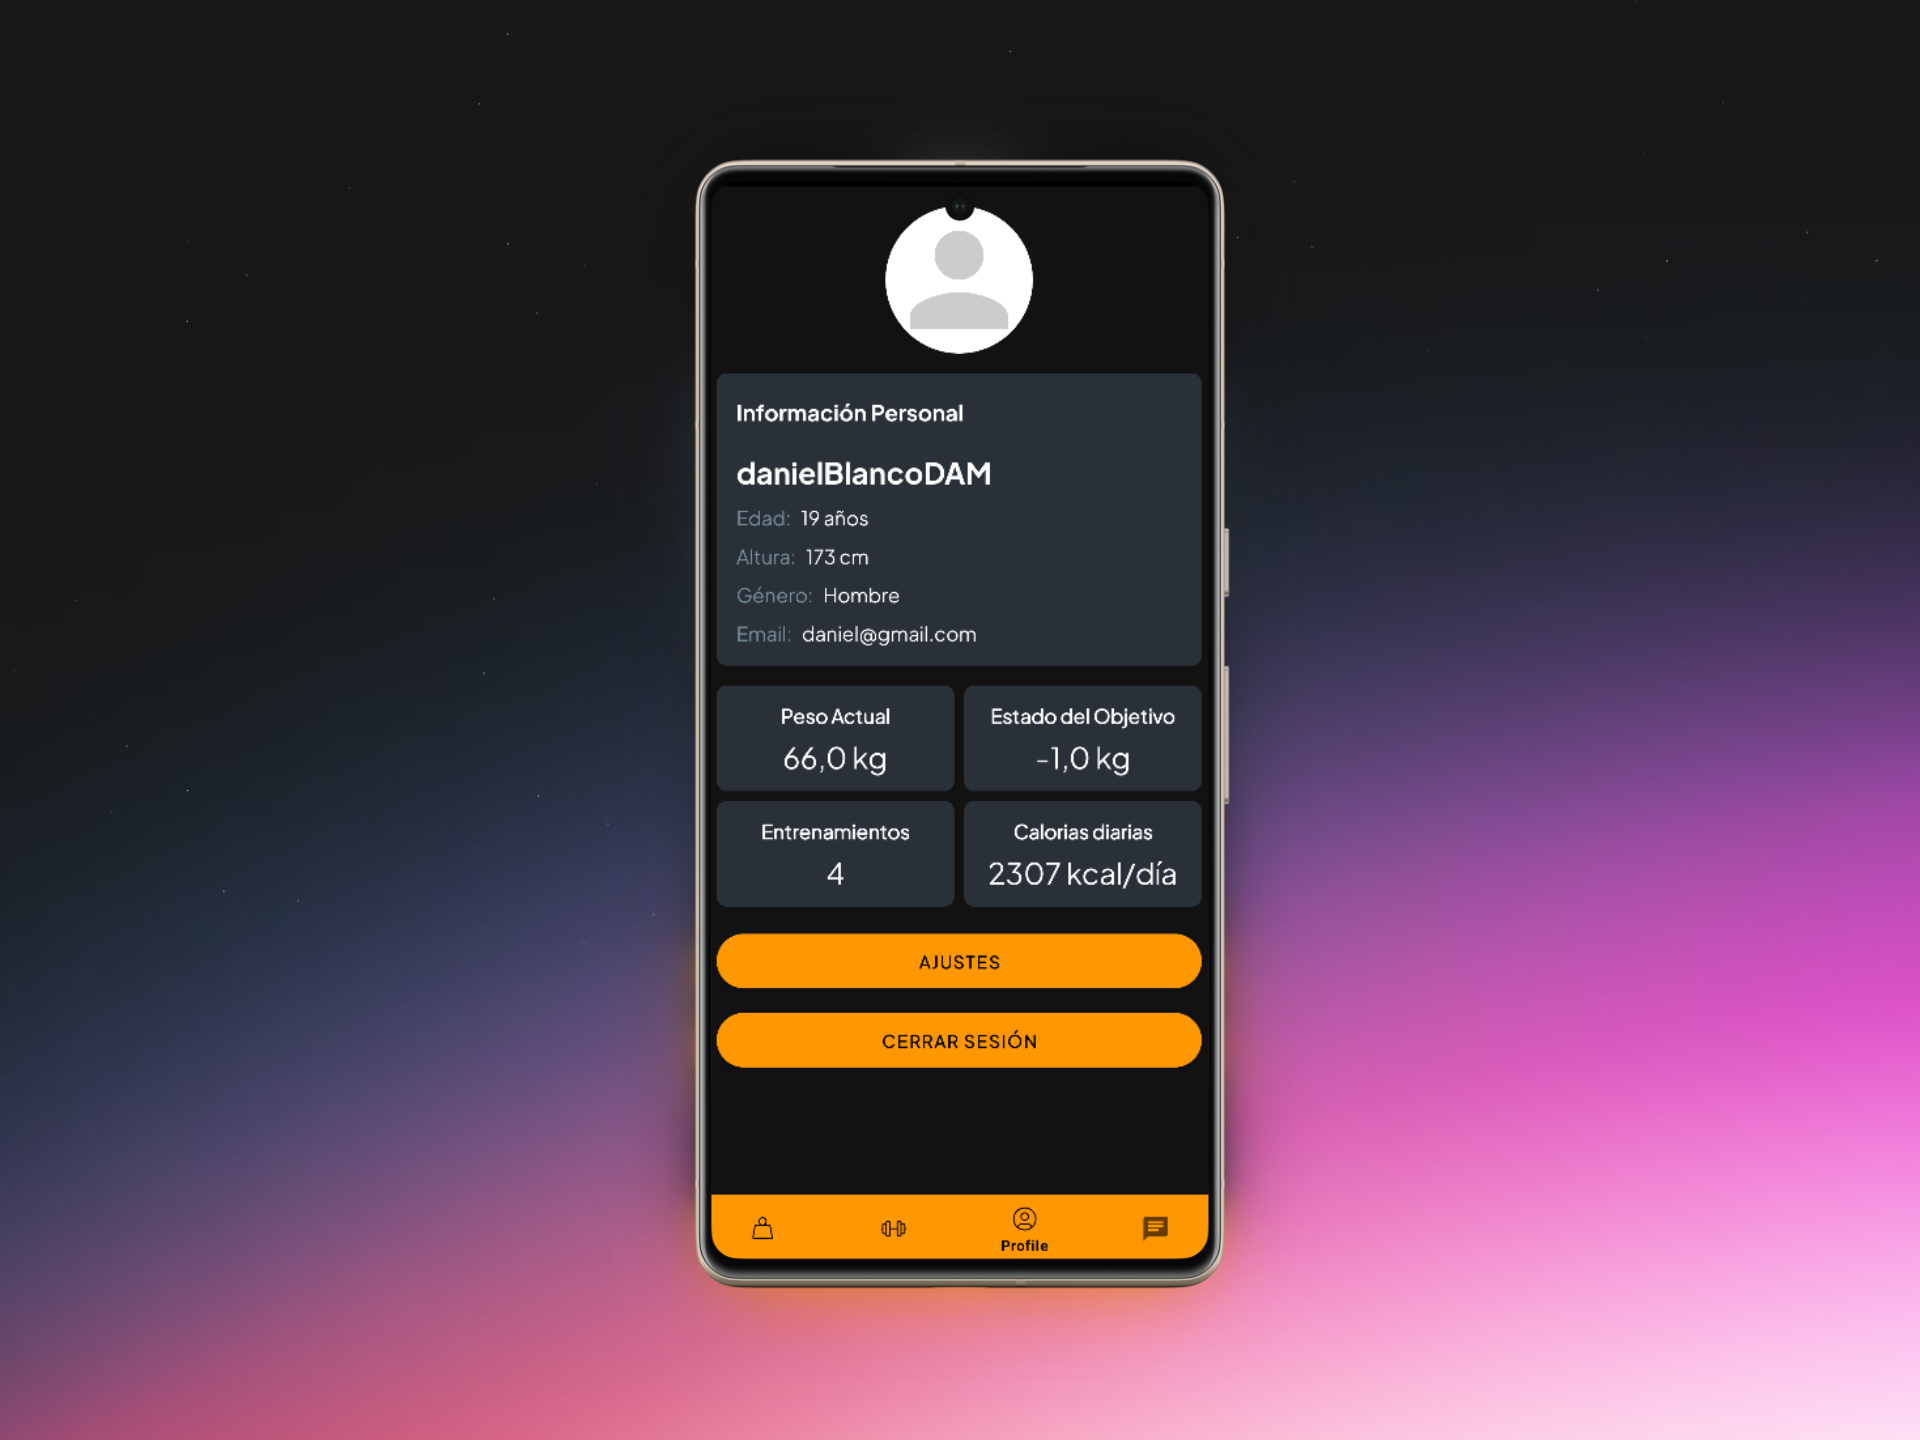 Información Personal
danielBlancoDAM
Edad: 19 años
Altura: 173 cm
Género: Hombre
Email: daniel@gmail.com
Peso Actual
66,0 kg
Estado del Objetivo
-1,0 kg
Entrenamientos
4
Calorias diarias
2307 kcal/día
AJUSTES
CERRAR SESIÓN
Profile